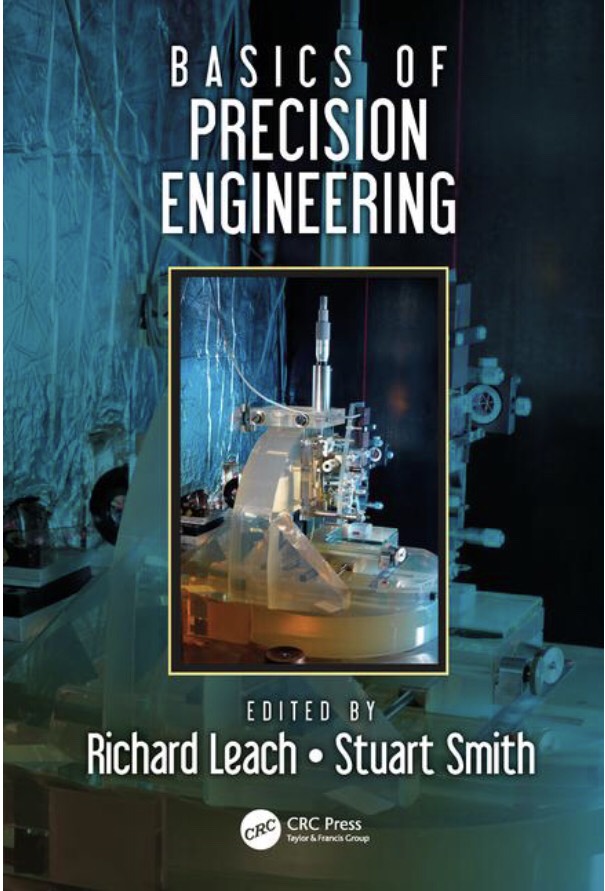 BASICS OF
PRECISION
ENGINEERING
EDITED BY
Richard Leach • Stuart Smith
CRC CRC Press
Taylor & Francis Group